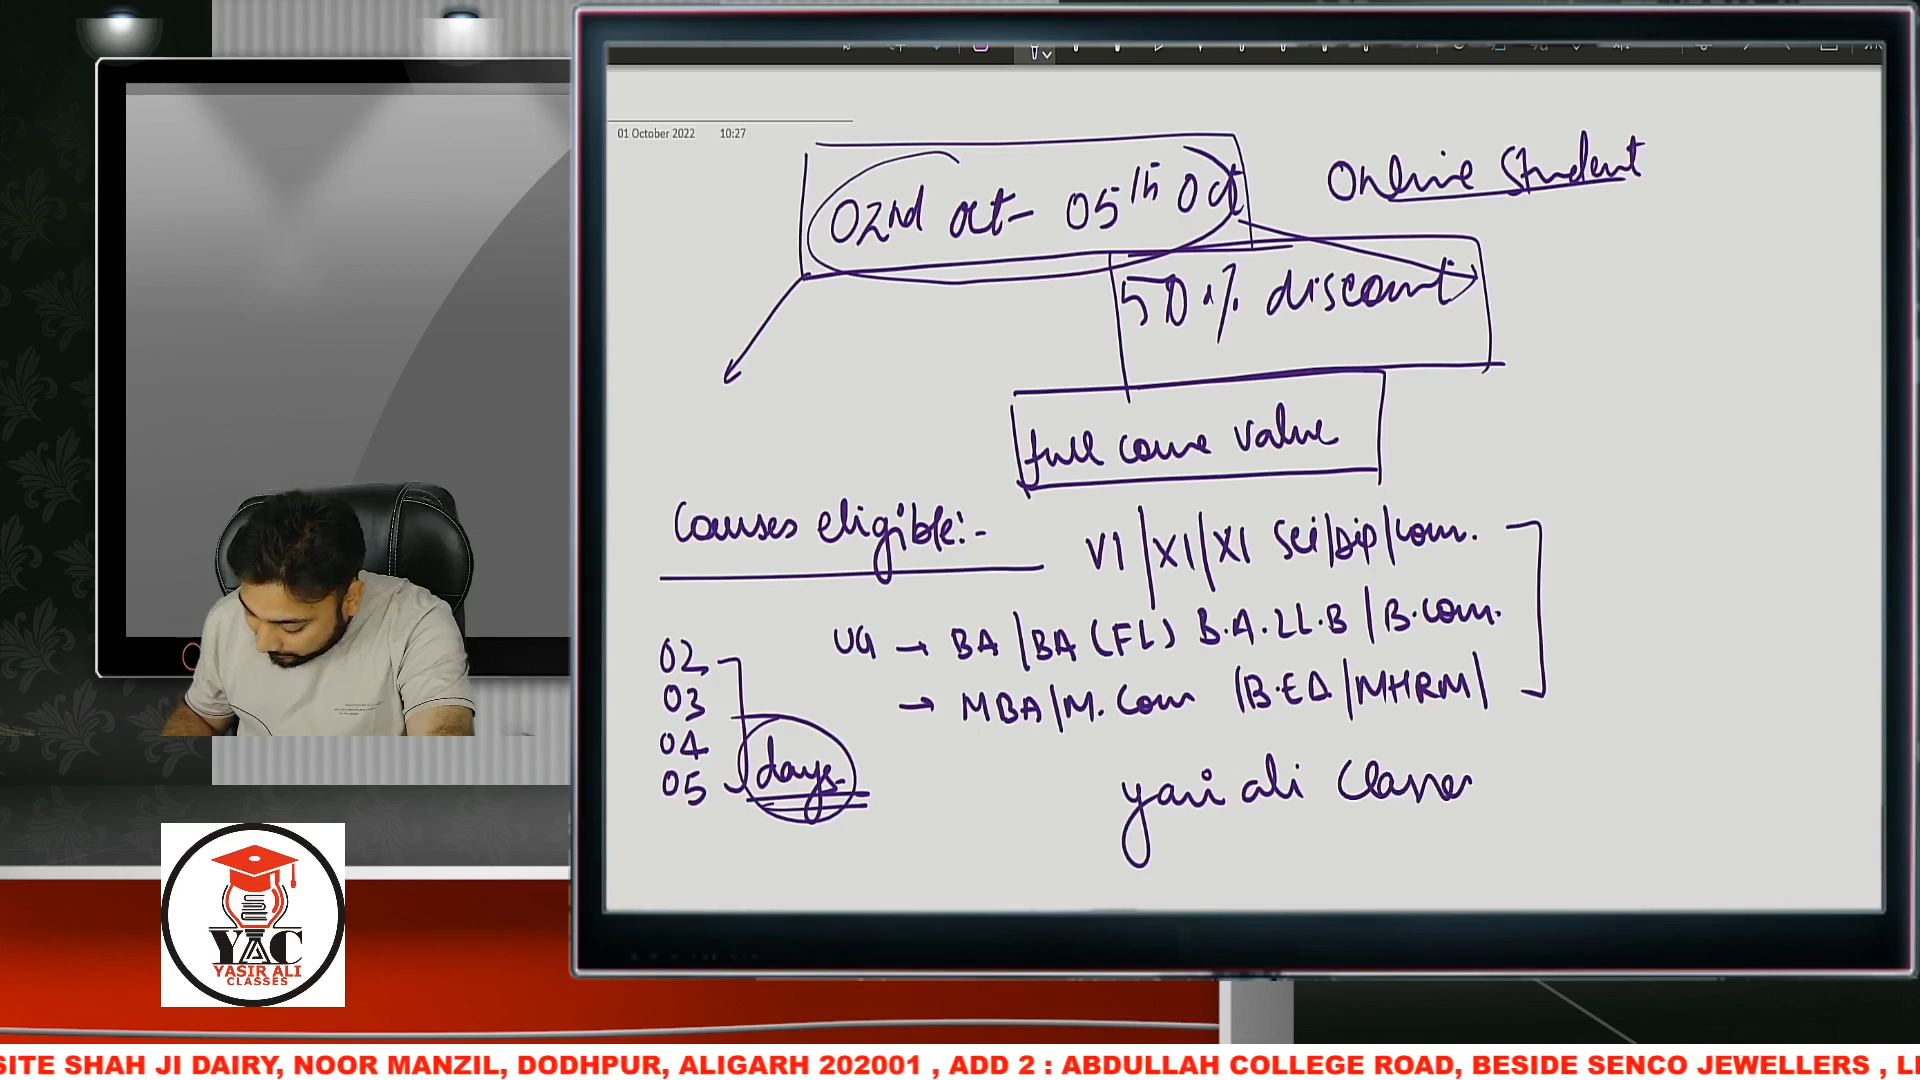 01 October 2022 10:27
Online Student
02nd oct - 05th Oct
50% discount
full course value
Courses eligible:-
VI | XI | XI Sci/Dip/Com.
UG → BA | BA (FL) B.A.LL.B | B.Com.
→ MBA | M.Com | B.ED | MHRM |
02
03
04
05
days
yasir ali Classes
YAC
YASIR ALI
CLASSES
SITE SHAH JI DAIRY, NOOR MANZIL, DODHPUR, ALIGARH 202001 , ADD 2 : ABDULLAH COLLEGE ROAD, BESIDE SENCO JEWELLERS ,